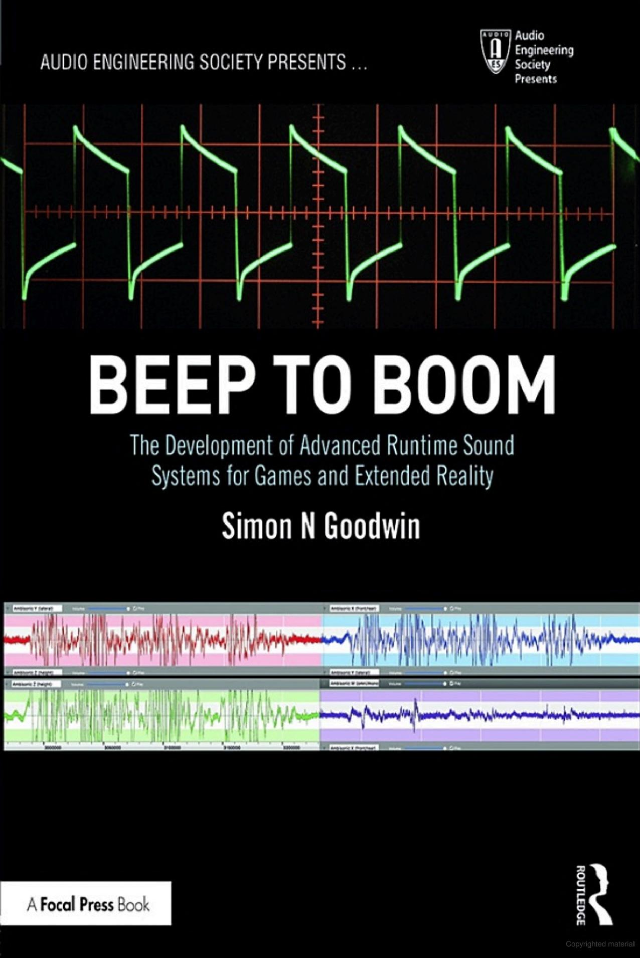 AUDIO ENGINEERING SOCIETY PRESENTS ...
AUDIO
AES
Audio
Engineering
Society
Presents
BEEP TO BOOM
The Development of Advanced Runtime Sound
Systems for Games and Extended Reality
Simon N Goodwin
A Focal Press Book
ROUTLEDGE
Copyrighted material